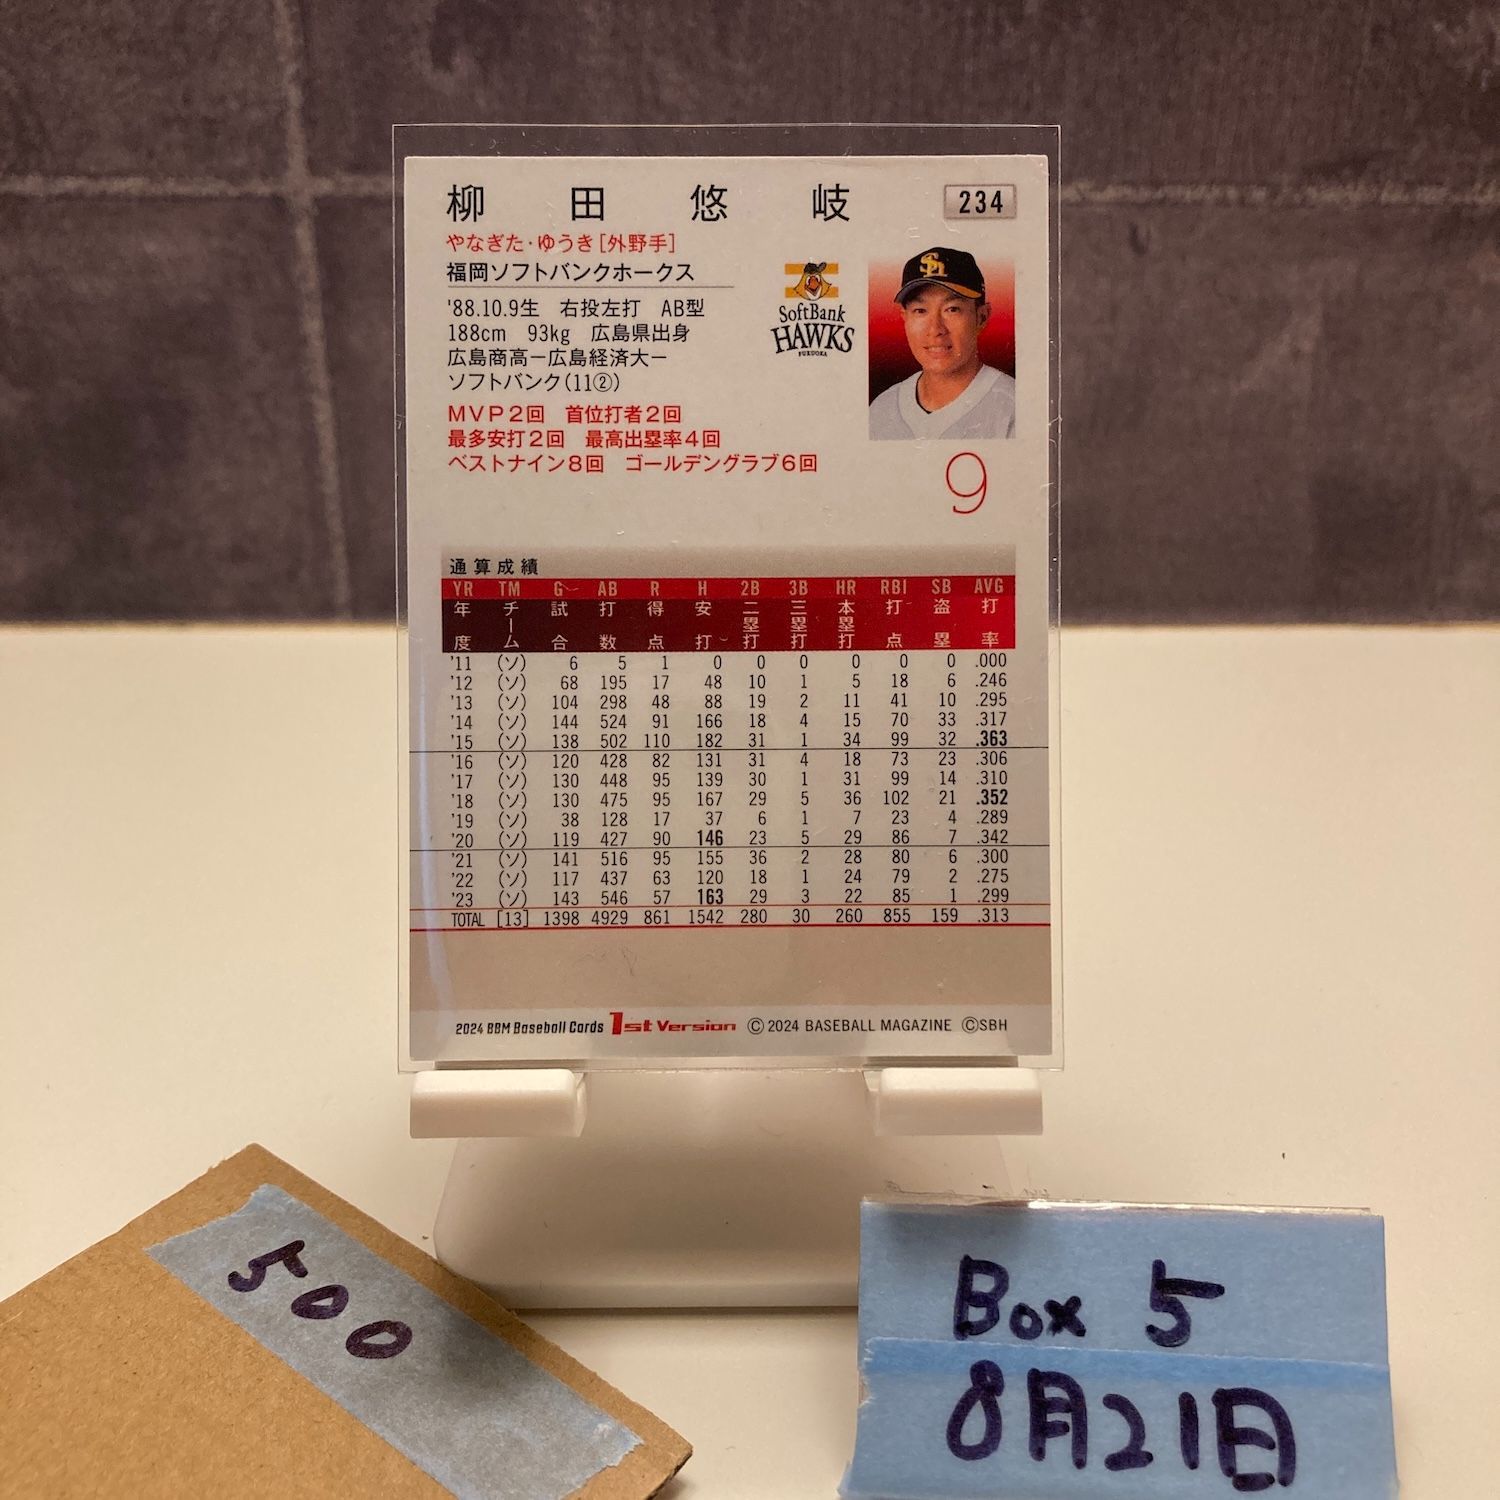 柳田悠岐 234
やなぎた・ゆうき[外野手]
福岡ソフトバンクホークス
'88.10.9生 右投左打 AB型
188cm 93kg 広島県出身
広島商高ー広島経済大ー
ソフトバンク(11②)
SoftBank
HAWKS
FUKUOKA
MVP2回 首位打者2回
最多安打2回 最高出塁率4回
ベストナイン8回 ゴールデングラブ6回
9
通算成績
YR TM G AB R H 2B 3B HR RBI SB AVG
年度 チーム 試合 打数 得点 安打 二塁打 三塁打 本塁打 打点 盗塁 打率
'11 (ソ) 6 5 1 0 0 0 0 0 0 .000
'12 (ソ) 68 195 17 48 10 1 5 18 6 .246
'13 (ソ) 104 298 48 88 19 2 11 41 10 .295
'14 (ソ) 144 524 91 166 18 4 15 70 33 .317
'15 (ソ) 138 502 110 182 31 1 34 99 32 .363
'16 (ソ) 120 428 82 131 31 4 18 73 23 .306
'17 (ソ) 130 448 95 139 30 1 31 99 14 .310
'18 (ソ) 130 475 95 167 29 5 36 102 21 .352
'19 (ソ) 38 128 17 37 6 1 7 23 4 .289
'20 (ソ) 119 427 90 146 23 5 29 86 7 .342
'21 (ソ) 141 516 95 155 36 2 28 80 6 .300
'22 (ソ) 117 437 63 120 18 1 24 79 2 .275
'23 (ソ) 143 546 57 163 29 3 22 85 1 .299
TOTAL [13] 1398 4929 861 1542 280 30 260 855 159 .313
2024 BBM Baseball Cards 1st Version ©2024 BASEBALL MAGAZINE ©SBH
500
Box 5
8月21日